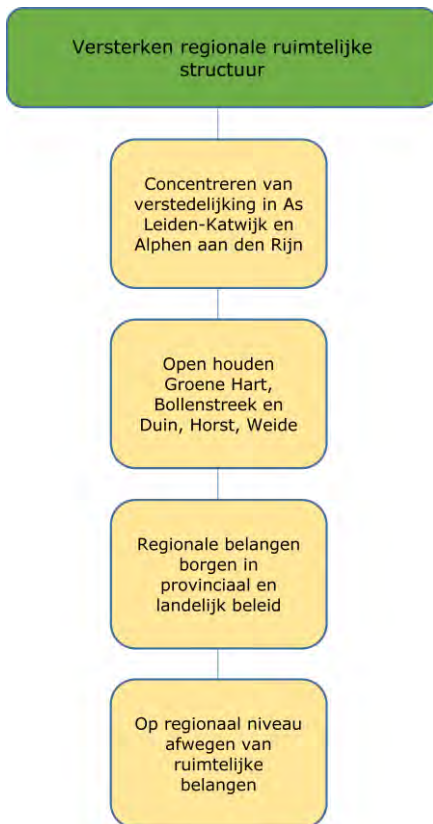 Versterken regionale ruimtelijke
structuur
Concentreren van
verstedelijking in As
Leiden-Katwijk en
Alphen aan den Rijn
Open houden
Groene Hart,
Bollenstreek en
Duin, Horst, Weide
Regionale belangen
borgen in
provinciaal en
landelijk beleid
Op regionaal niveau
afwegen van
ruimtelijke
belangen